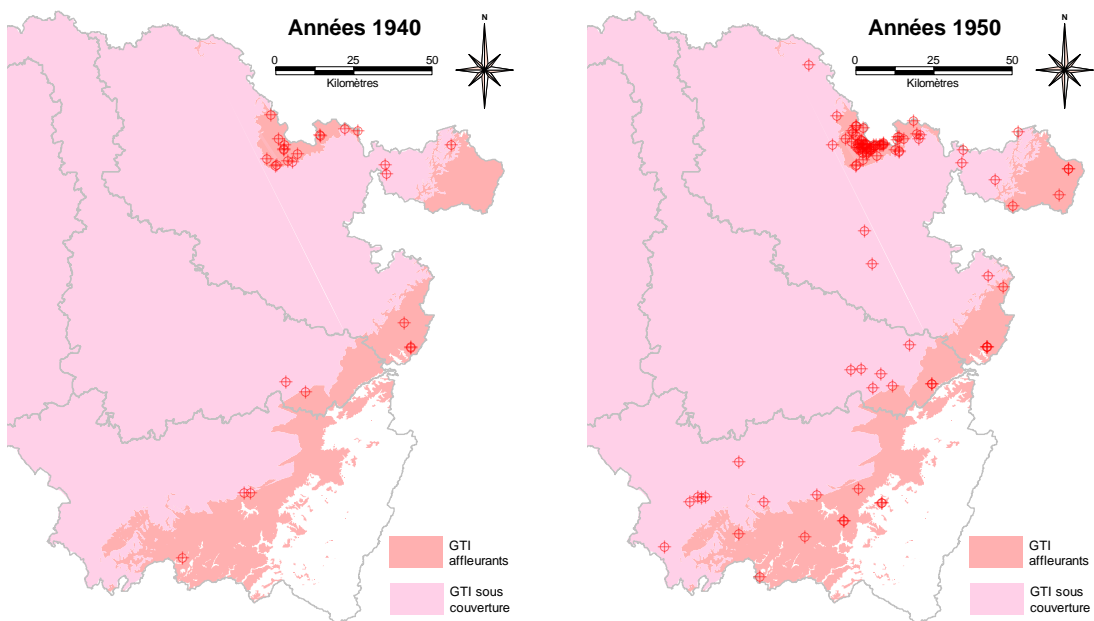 Années 1940
N
0 25 50
Kilomètres
GTI
affleurants
GTI sous
couverture
Années 1950
N
0 25 50
Kilomètres
GTI
affleurants
GTI sous
couverture